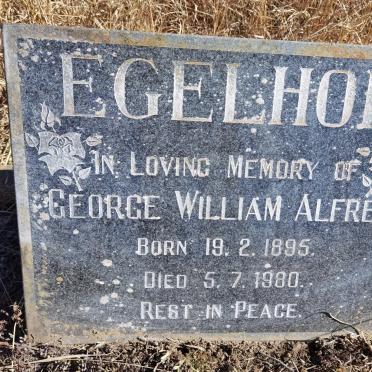 EGELHO
IN LOVING MEMORY OF
GEORGE WILLIAM ALFRE
BORN 19. 2. 1895.
DIED 5. 7. 1980.
REST IN PEACE.